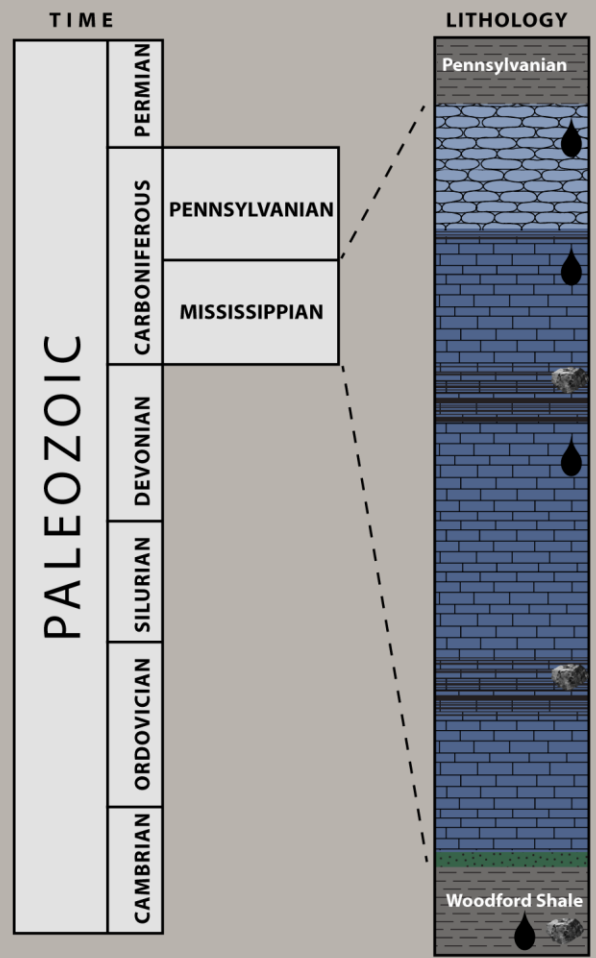 TIME
LITHOLOGY
PALEOZOIC
PERMIAN
CARBONIFEROUS
DEVONIAN
SILURIAN
ORDOVICIAN
CAMBRIAN
PENNSYLVANIAN
MISSISSIPPIAN
Pennsylvanian
Woodford Shale